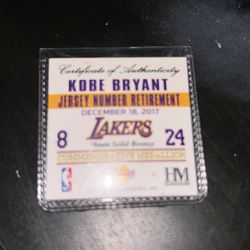 Certificate of Authenticity
KOBE BRYANT
JERSEY NUMBER RETIREMENT
DECEMBER 18, 2017
LAKERS
8 24
Solid Bronze
COMMEMORATIVE MEDALLION
NBA HM